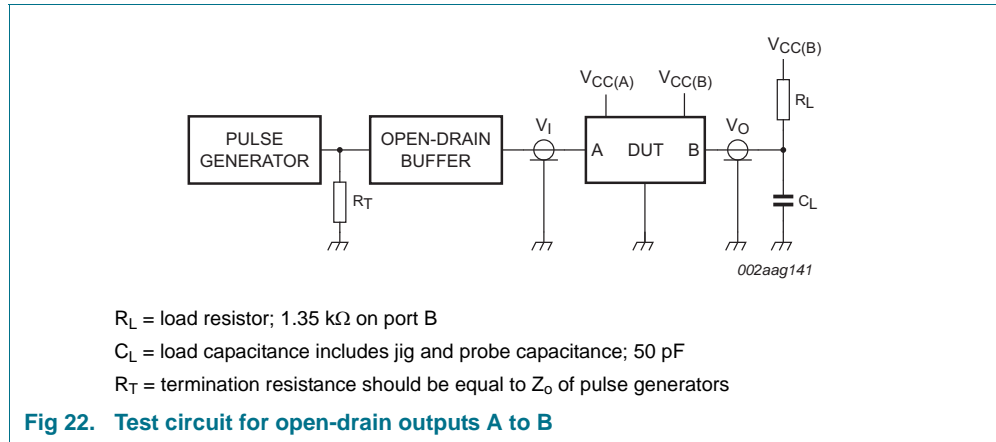 VCC(B)
VCC(A) VCC(B)
RL
PULSE GENERATOR
OPEN-DRAIN BUFFER
VI
A DUT B
VO
RT
CL
002aag141
RL = load resistor; 1.35 kΩ on port B
CL = load capacitance includes jig and probe capacitance; 50 pF
RT = termination resistance should be equal to Zo of pulse generators
Fig 22. Test circuit for open-drain outputs A to B